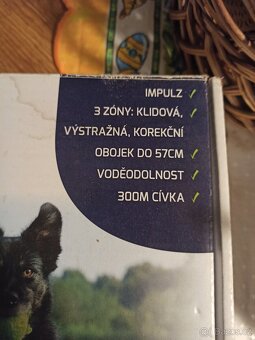 IMPULZ ✓
3 ZÓNY: KLIDOVÁ, ✓
VÝSTRAŽNÁ, KOREKČNÍ
OBOJEK DO 57CM ✓
VODĚODOLNOST ✓
300M CÍVKA ✓